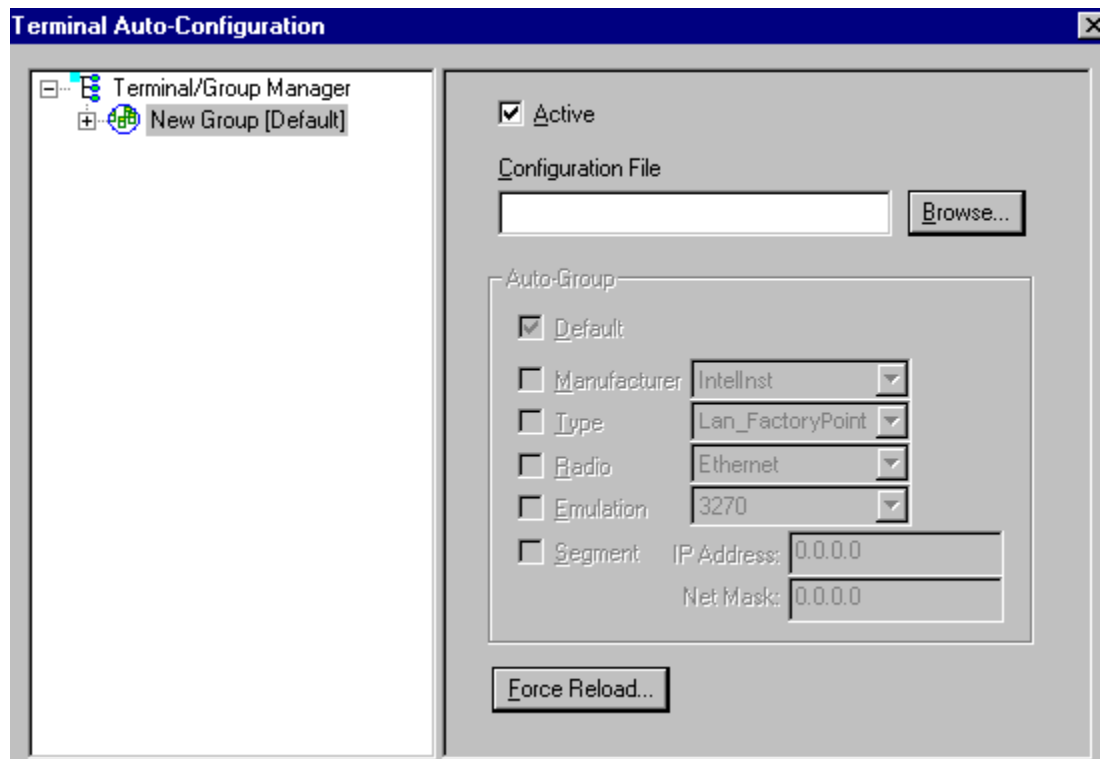 Terminal Auto-Configuration
Terminal/Group Manager
New Group [Default]
Active
Configuration File
Browse...
Auto-Group
Default
Manufacturer IntelInst
Type Lan_FactoryPoint
Radio Ethernet
Emulation 3270
Segment IP Address: 0.0.0.0
Net Mask: 0.0.0.0
Force Reload...